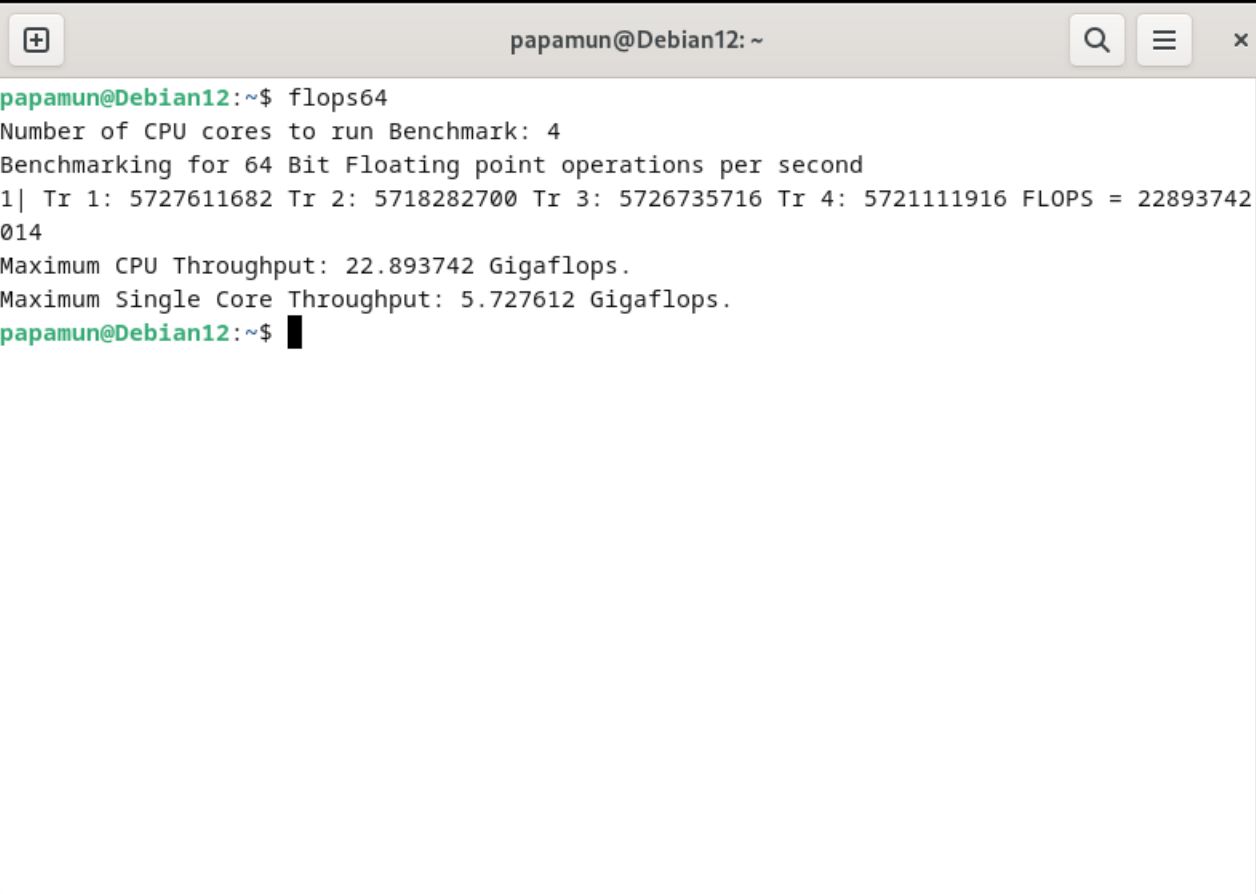 papamun@Debian12: ~
papamun@Debian12:~$ flops64
Number of CPU cores to run Benchmark: 4
Benchmarking for 64 Bit Floating point operations per second
1| Tr 1: 5727611682 Tr 2: 5718282700 Tr 3: 5726735716 Tr 4: 5721111916 FLOPS = 22893742
014
Maximum CPU Throughput: 22.893742 Gigaflops.
Maximum Single Core Throughput: 5.727612 Gigaflops.
papamun@Debian12:~$